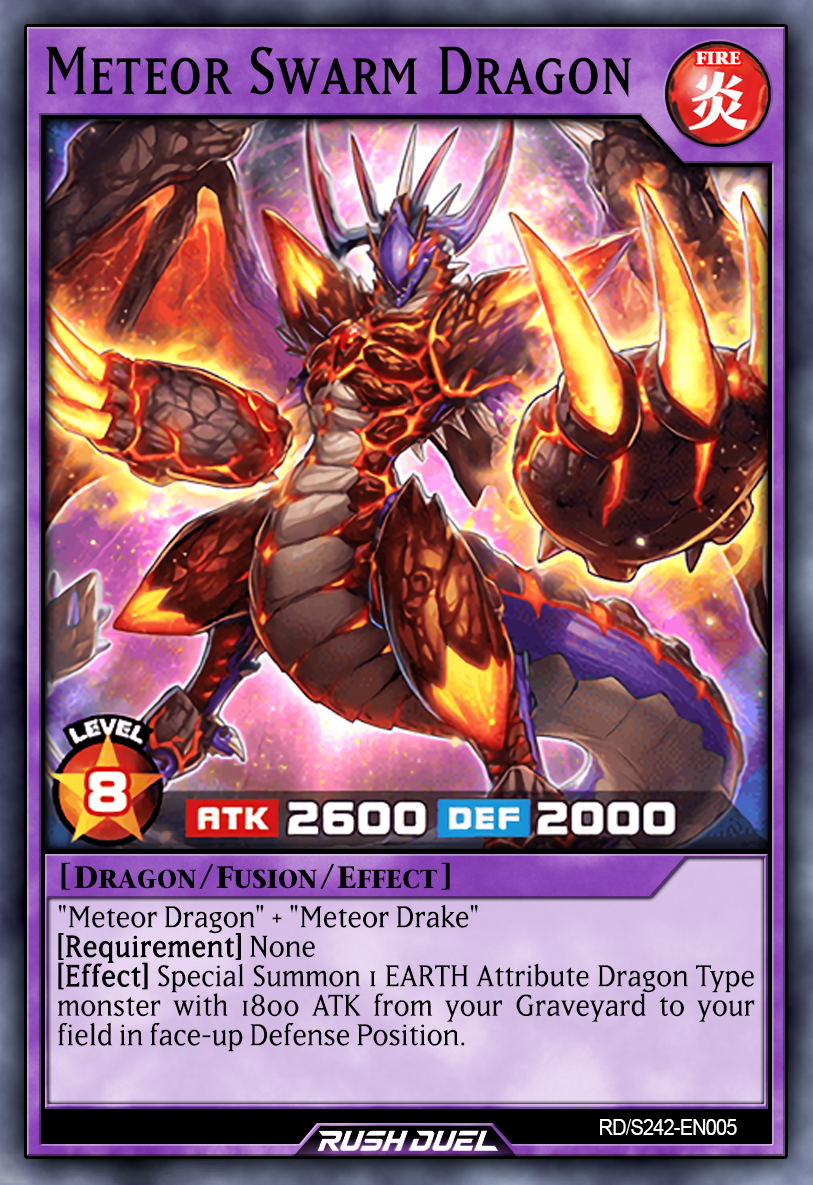 Meteor Swarm Dragon
FIRE
炎
LEVEL
8
ATK 2600 DEF 2000
[Dragon/Fusion/Effect]
"Meteor Dragon" + "Meteor Drake"
[Requirement] None
[Effect] Special Summon 1 EARTH Attribute Dragon Type
monster with 1800 ATK from your Graveyard to your
field in face-up Defense Position.
RD/S242-EN005
RUSH DUEL